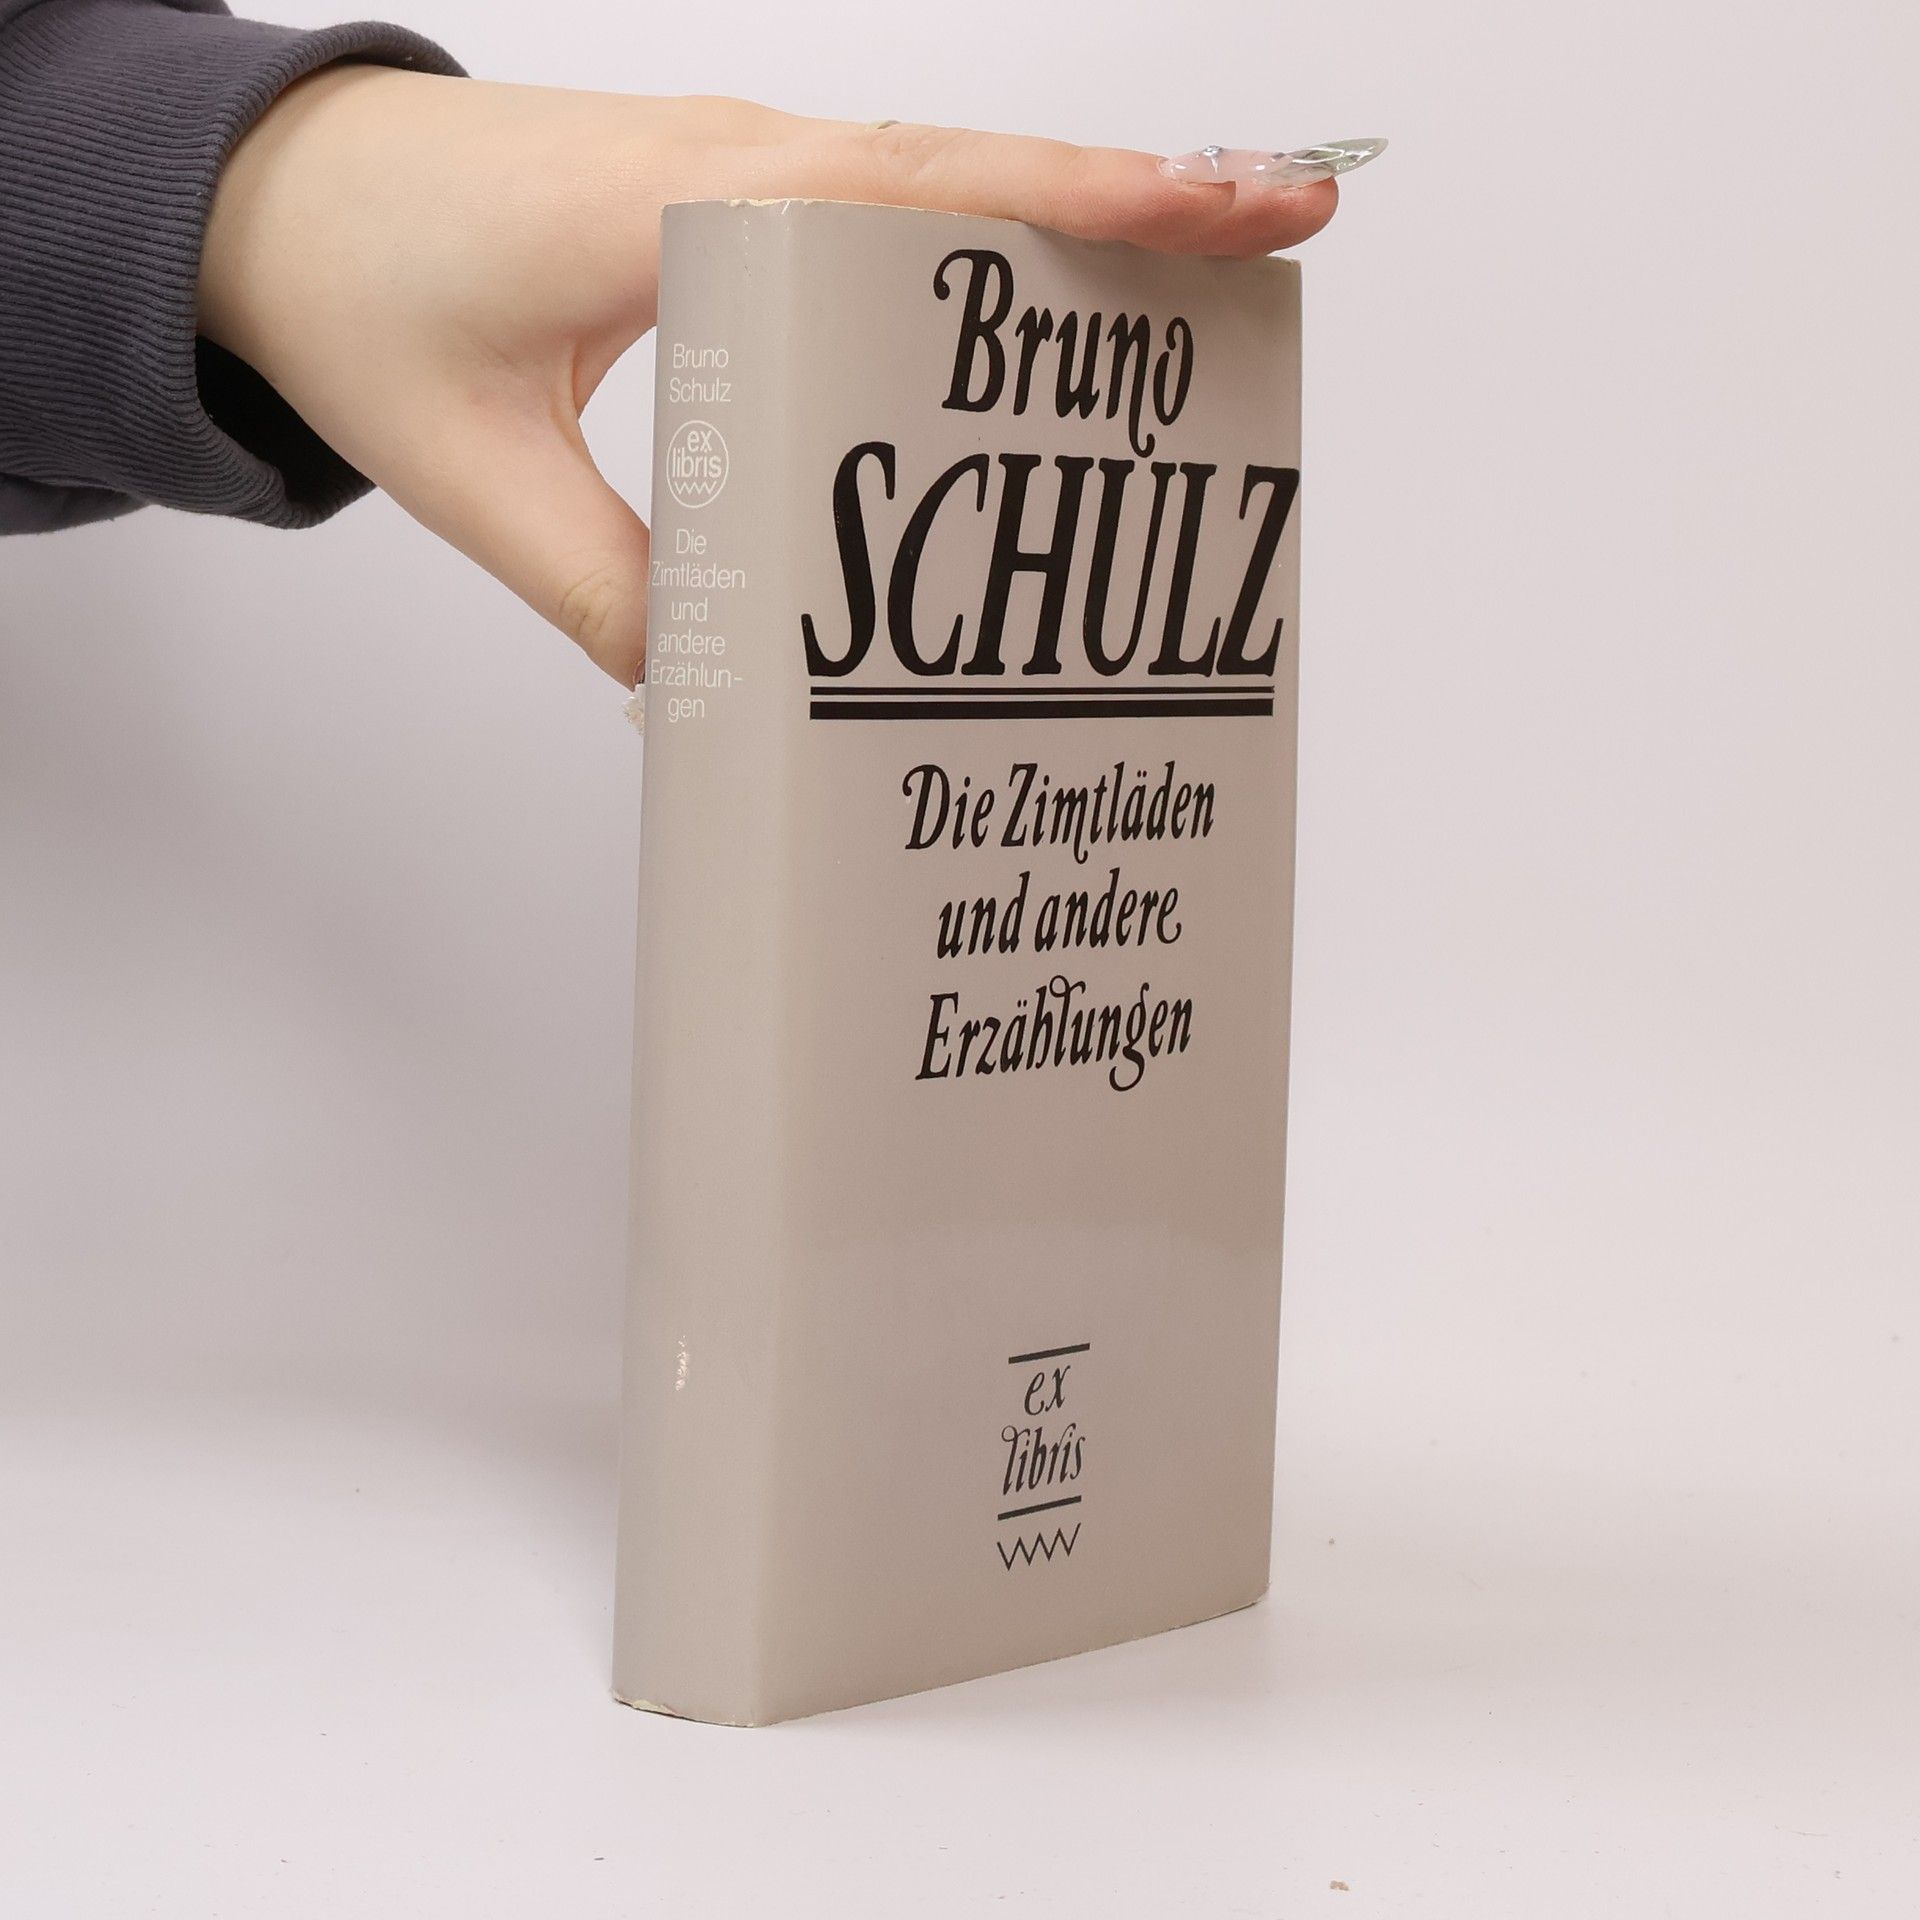 Bruno
Schulz
ex
libris
Die
Zimtläden
und
andere
Erzählun-
gen
Bruno
SCHULZ
Die Zimtläden
und andere
Erzählungen
ex
libris